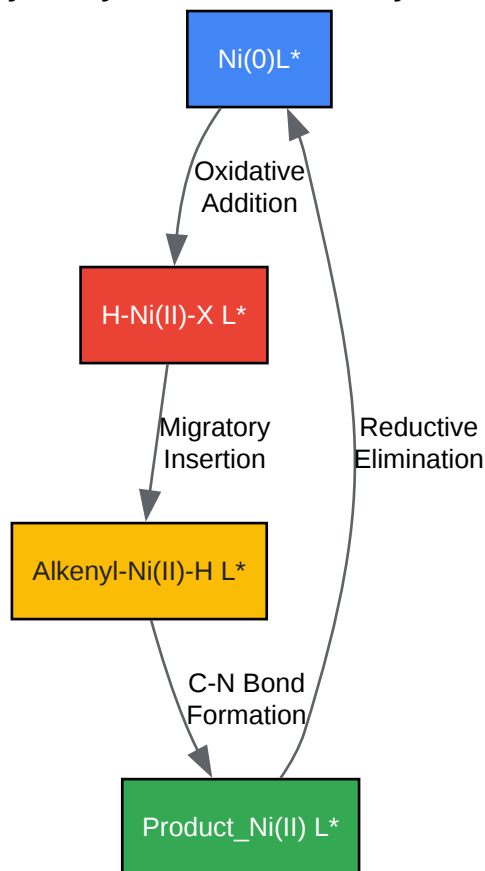 Ni(0)L*
Oxidative
Addition
H-Ni(II)-X L*
Migratory
Insertion
Reductive
Elimination
Alkenyl-Ni(II)-H L*
C-N Bond
Formation
Product_Ni(II) L*